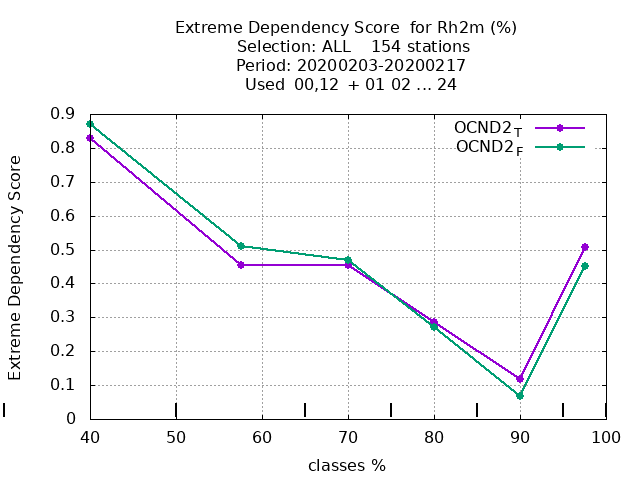 Extreme Dependency Score  for Rh2m (%)
Selection: ALL    154 stations
Period: 20200203-20200217
Used  00,12  + 01 02 ... 24
OCND2T
OCND2F
Extreme Dependency Score
0.9
0.8
0.7
0.6
0.5
0.4
0.3
0.2
0.1
0
40 50 60 70 80 90 100
classes %